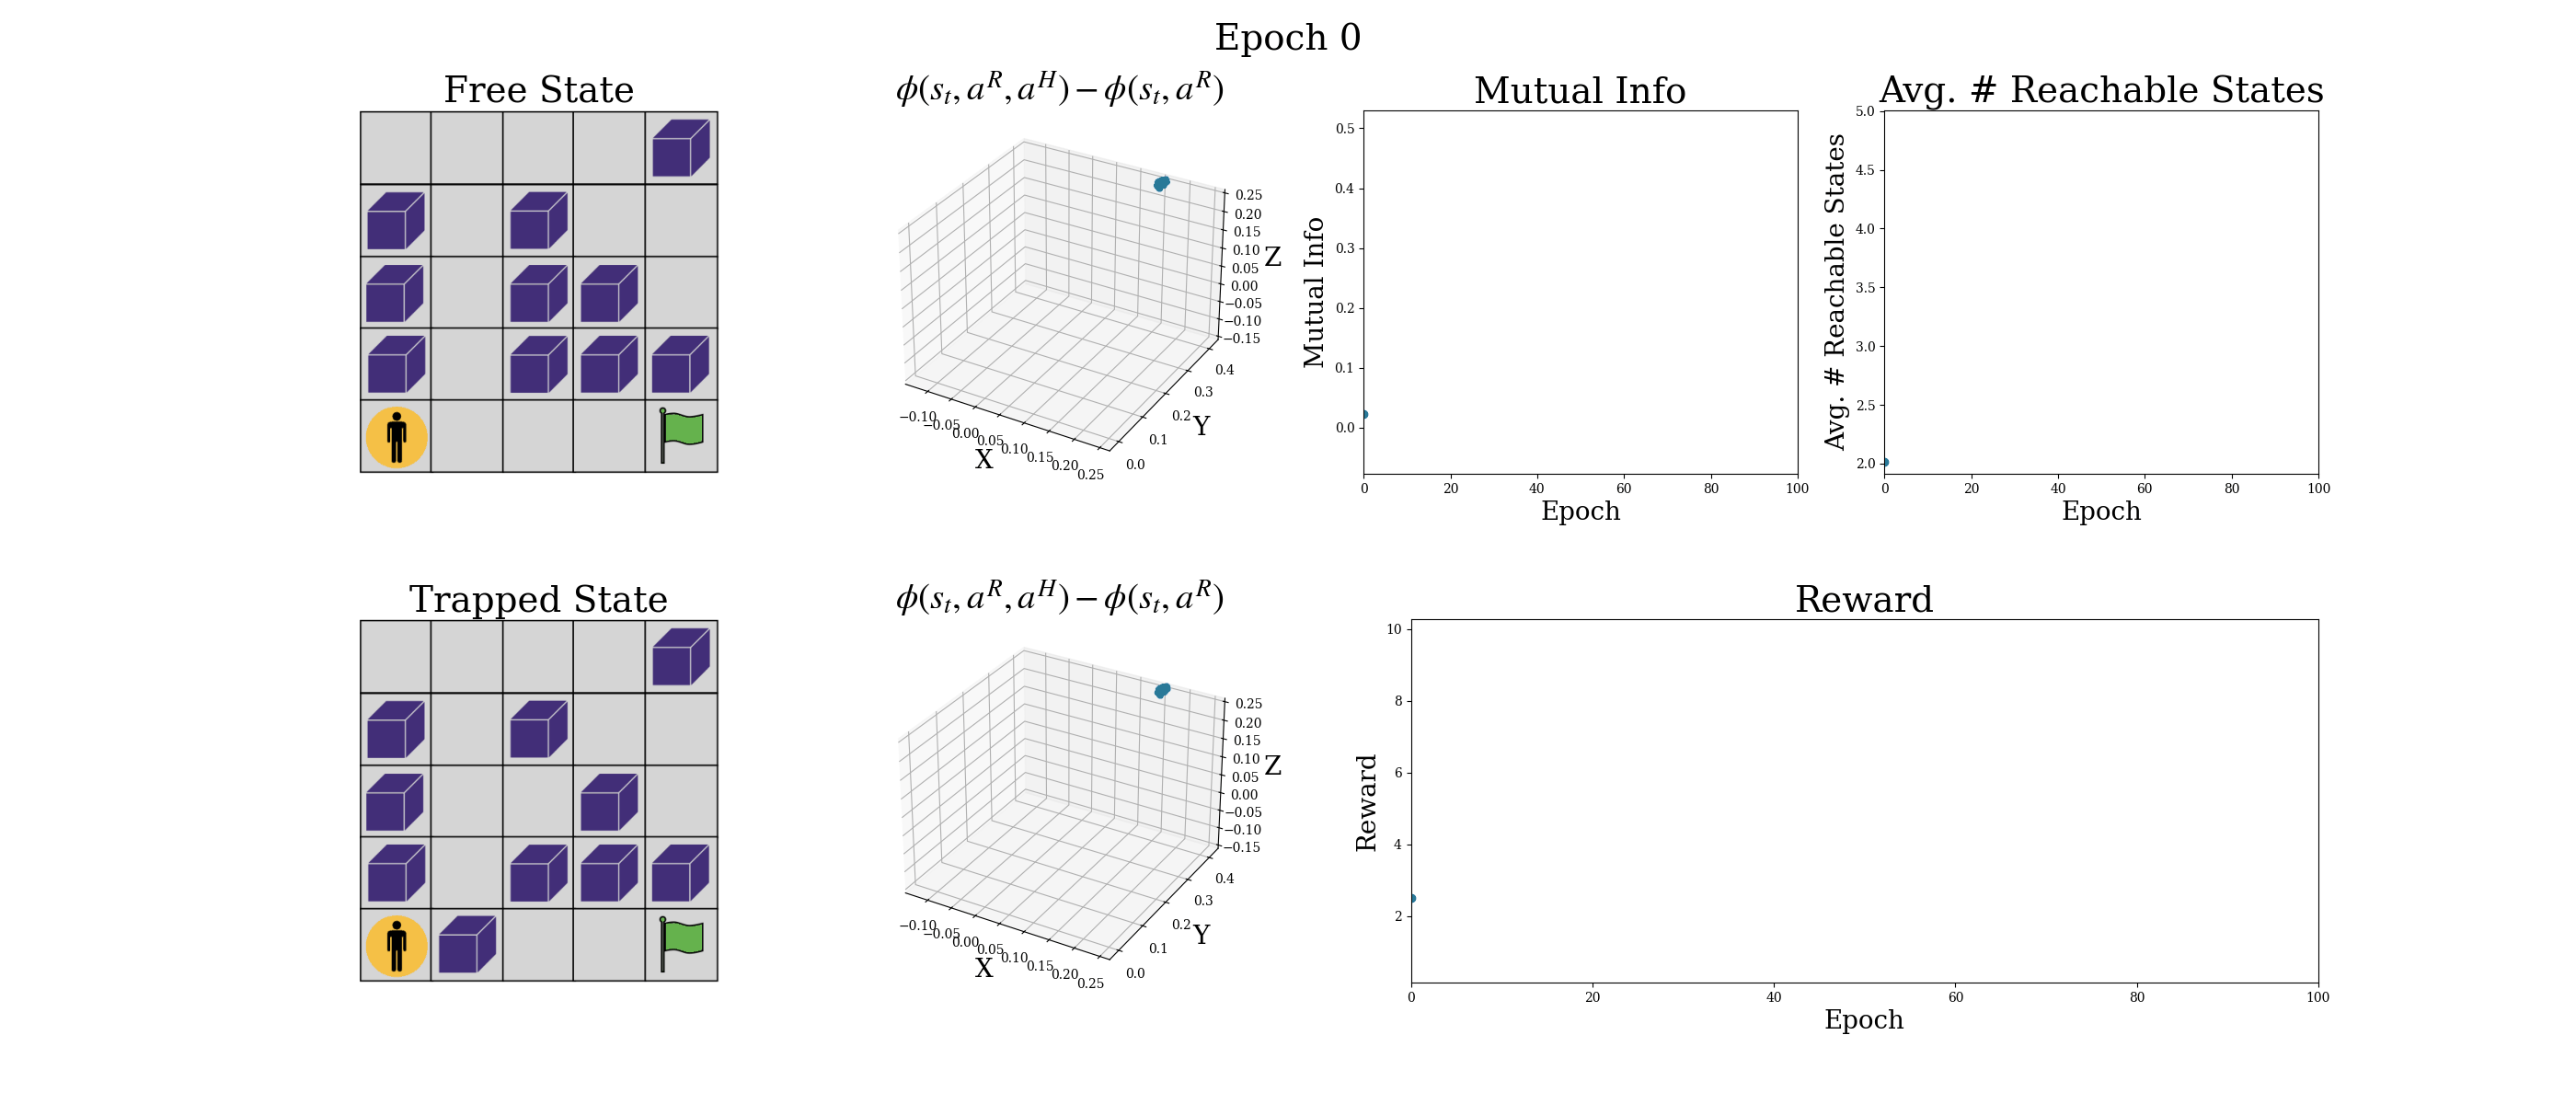 Epoch 0
Free State
ϕ(s_t, a^R, a^H) − ϕ(s_t, a^R)
0.25
0.20
0.15
0.10
0.05
0.00
−0.05
−0.10
−0.15
Z
0.4
0.3
0.2
0.1
0.0
Y
−0.10
−0.05
0.00
0.05
0.10
0.15
0.20
0.25
X
Mutual Info
Mutual Info
0.5
0.4
0.3
0.2
0.1
0.0
0 20 40 60 80 100
Epoch
Avg. # Reachable States
Avg. # Reachable States
5.0
4.5
4.0
3.5
3.0
2.5
2.0
0 20 40 60 80 100
Epoch
Trapped State
ϕ(s_t, a^R, a^H) − ϕ(s_t, a^R)
0.25
0.20
0.15
0.10
0.05
0.00
−0.05
−0.10
−0.15
Z
0.4
0.3
0.2
0.1
0.0
Y
−0.10
−0.05
0.00
0.05
0.10
0.15
0.20
0.25
X
Reward
Reward
10
8
6
4
2
0 20 40 60 80 100
Epoch